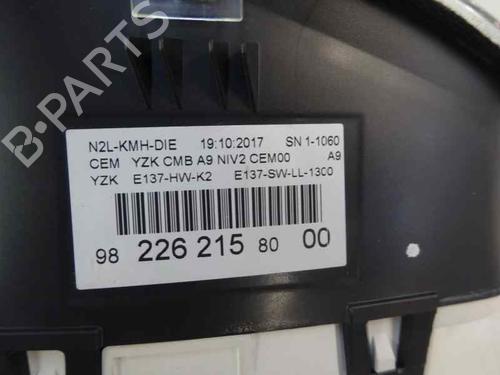 N2L-KMH-DIE 19:10:2017 SN 1-1060
CEM YZK CMB A9 NIV2 CEM00 A9
YZK E137-HW-K2 E137-SW-LL-1300
98 226 215 80 00
B-PARTS